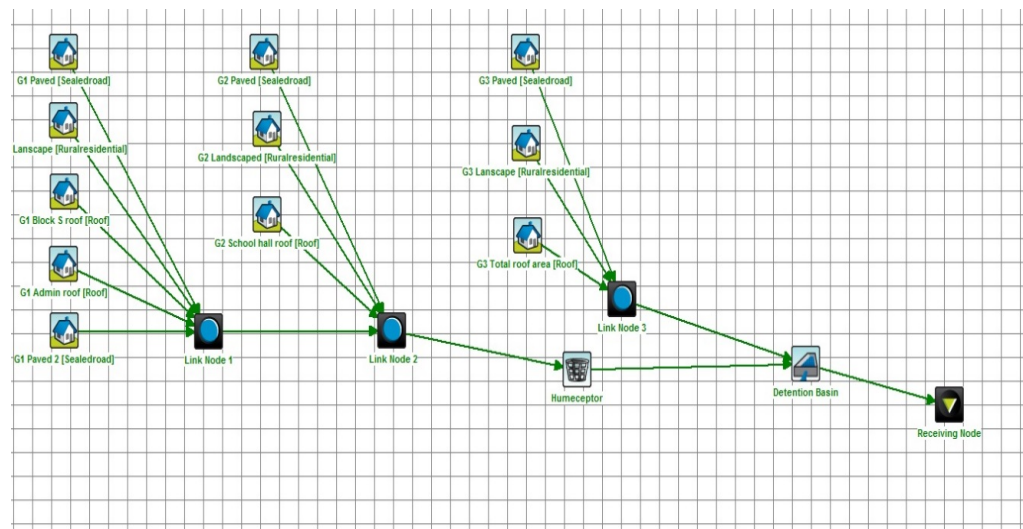 G1 Paved [Sealedroad]
G2 Paved [Sealedroad]
G3 Paved [Sealedroad]
Lanscape [Ruralresidential]
G2 Landscaped [Ruralresidential]
G3 Lanscape [Ruralresidential]
G1 Block S roof [Roof]
G2 School hall roof [Roof]
G3 Total roof area [Roof]
G1 Admin roof [Roof]
Link Node 3
G1 Paved 2 [Sealedroad]
Link Node 1
Link Node 2
Humeceptor
Detention Basin
Receiving Node